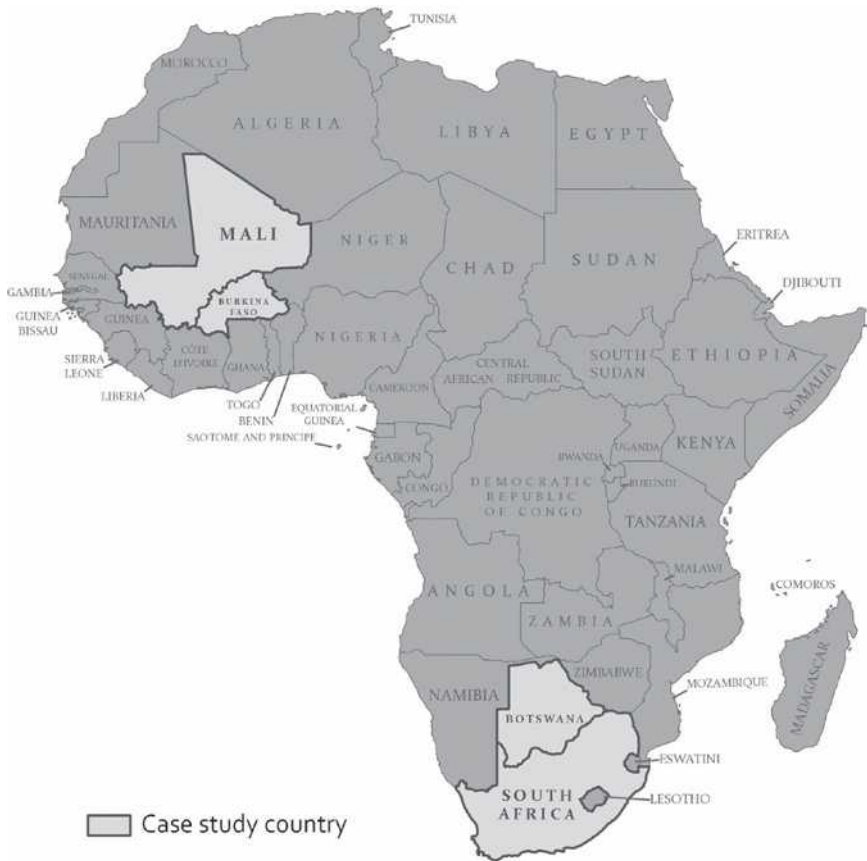 TUNISIA
MOROCCO
ALGERIA
LIBYA
EGYPT
MAURITANIA
MALI
NIGER
CHAD
SUDAN
ERITREA
DJIBOUTI
SENEGAL
GAMBIA
GUINEA
BISSAU
GUINEA
BURKINA
FASO
NIGERIA
SIERRA
LEONE
CÔTE
D'IVOIRE
GHANA
LIBERIA
TOGO
BENIN
CAMEROON
CENTRAL
AFRICAN REPUBLIC
SOUTH
SUDAN
ETHIOPIA
SOMALIA
EQUATORIAL
GUINEA
SAO TOME AND PRINCIPE
GABON
CONGO
DEMOCRATIC
REPUBLIC
OF CONGO
UGANDA
KENYA
RWANDA
BURUNDI
TANZANIA
MALAWI
COMOROS
ANGOLA
ZAMBIA
ZIMBABWE
MOZAMBIQUE
MADAGASCAR
NAMIBIA
BOTSWANA
ESWATINI
SOUTH
AFRICA
LESOTHO
Case study country